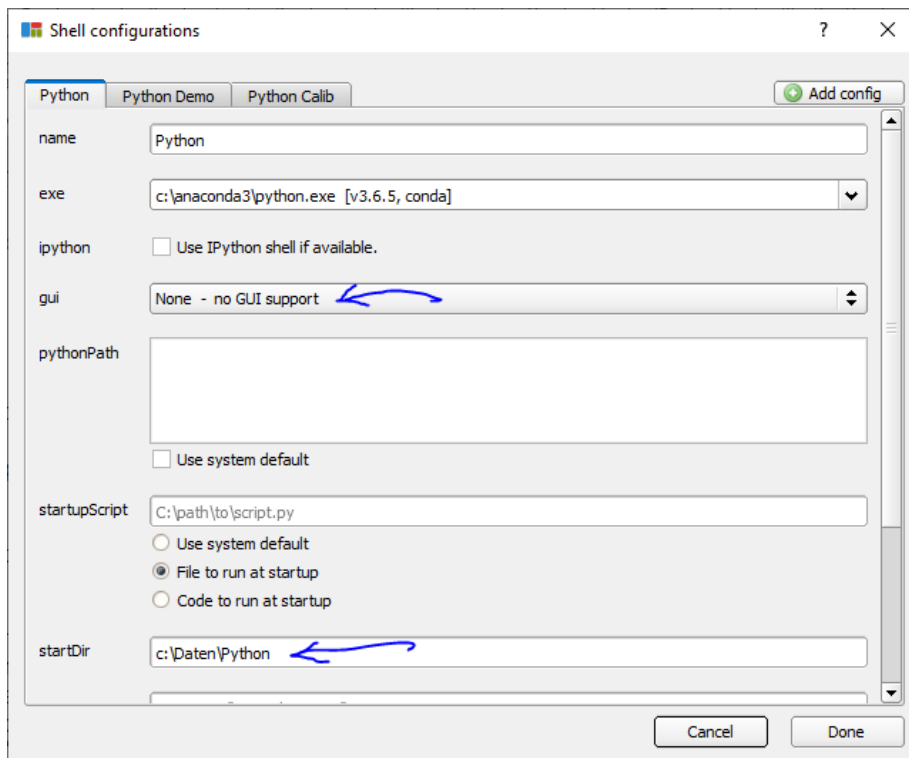 Shell configurations
Python Python Demo Python Calib Add config
name Python
exe c:\anaconda3\python.exe [v3.6.5, conda]
ipython Use IPython shell if available.
gui None - no GUI support
pythonPath
Use system default
startupScript C:\path\to\script.py
Use system default
File to run at startup
Code to run at startup
startDir c:\Daten\Python
Cancel Done